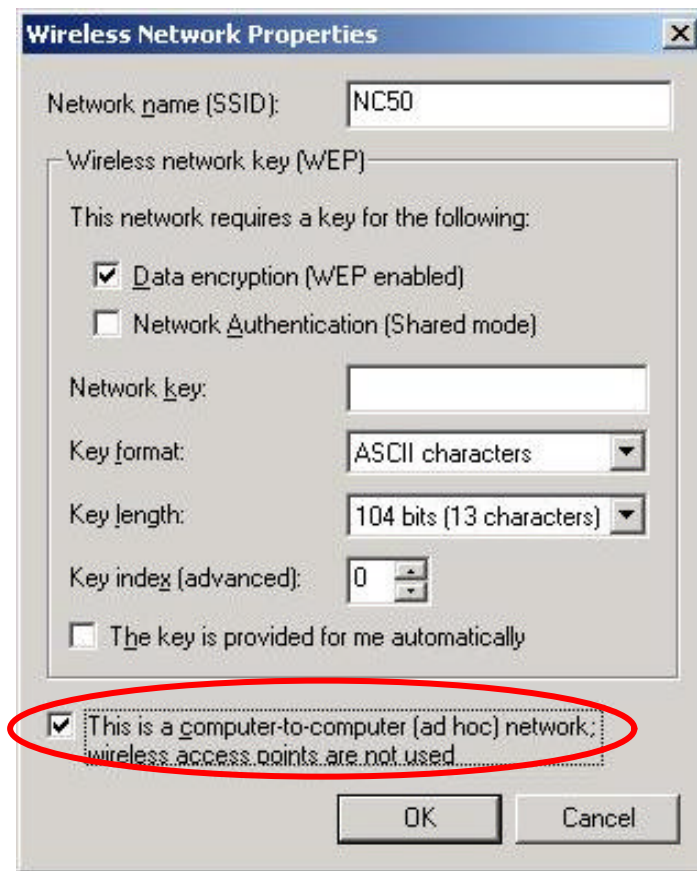 Wireless Network Properties
Network name (SSID): NC50
Wireless network key (WEP)
This network requires a key for the following:
Data encryption (WEP enabled)
Network Authentication (Shared mode)
Network key:
Key format: ASCII characters
Key length: 104 bits (13 characters)
Key index (advanced): 0
The key is provided for me automatically
This is a computer-to-computer (ad hoc) network;
wireless access points are not used
OK Cancel